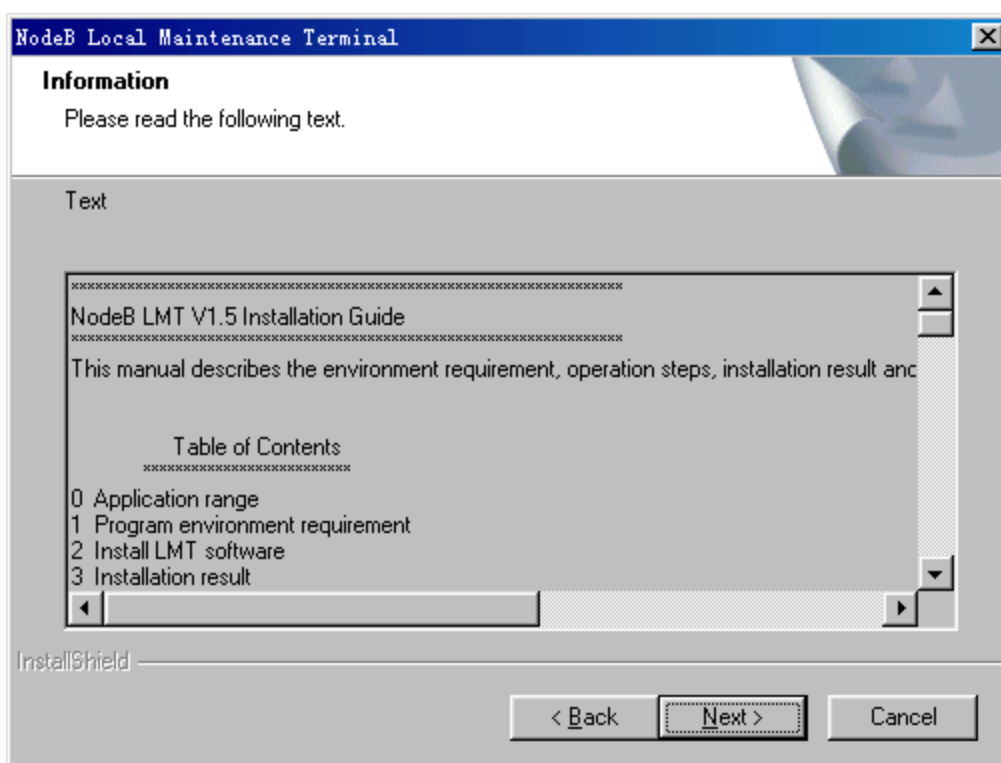 NodeB Local Maintenance Terminal
Information
Please read the following text.
Text
********************************************************************
NodeB LMT V1.5 Installation Guide
********************************************************************
This manual describes the environment requirement, operation steps, installation result and
Table of Contents
**************************
0 Application range
1 Program environment requirement
2 Install LMT software
3 Installation result
InstallShield
< Back
Next >
Cancel